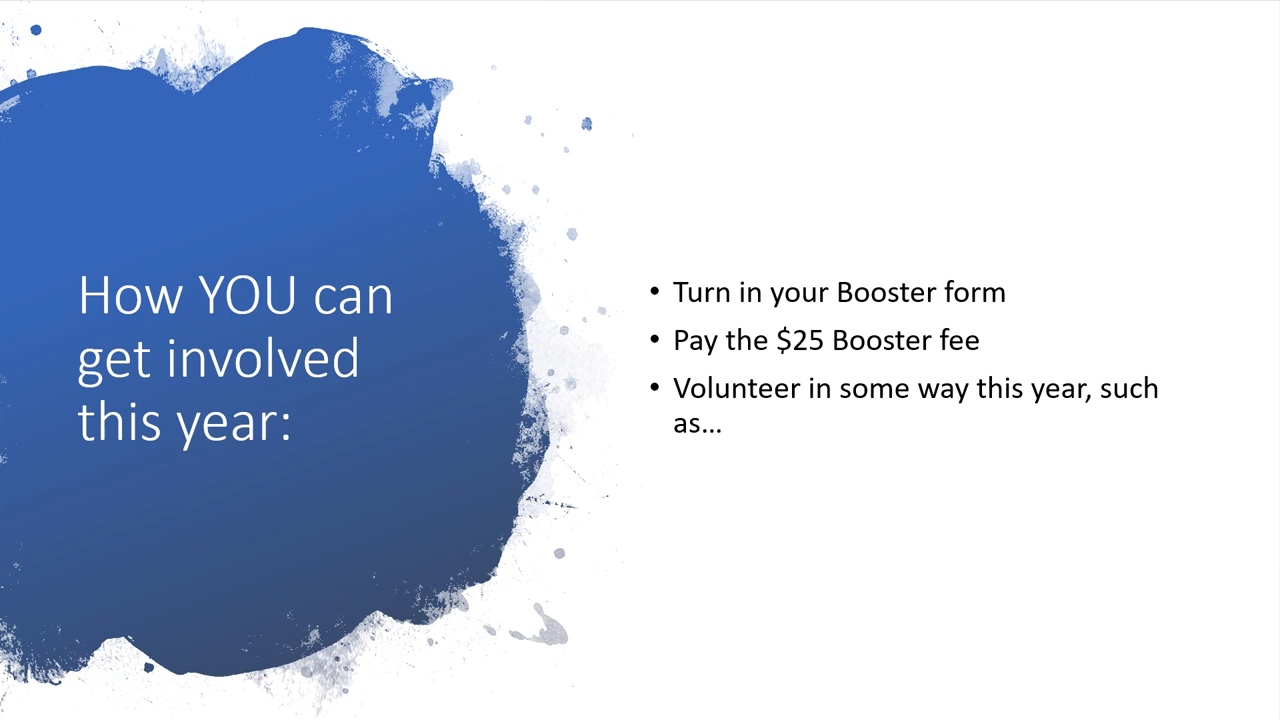 How YOU can
get involved
this year:
• Turn in your Booster form
• Pay the $25 Booster fee
• Volunteer in some way this year, such
as...